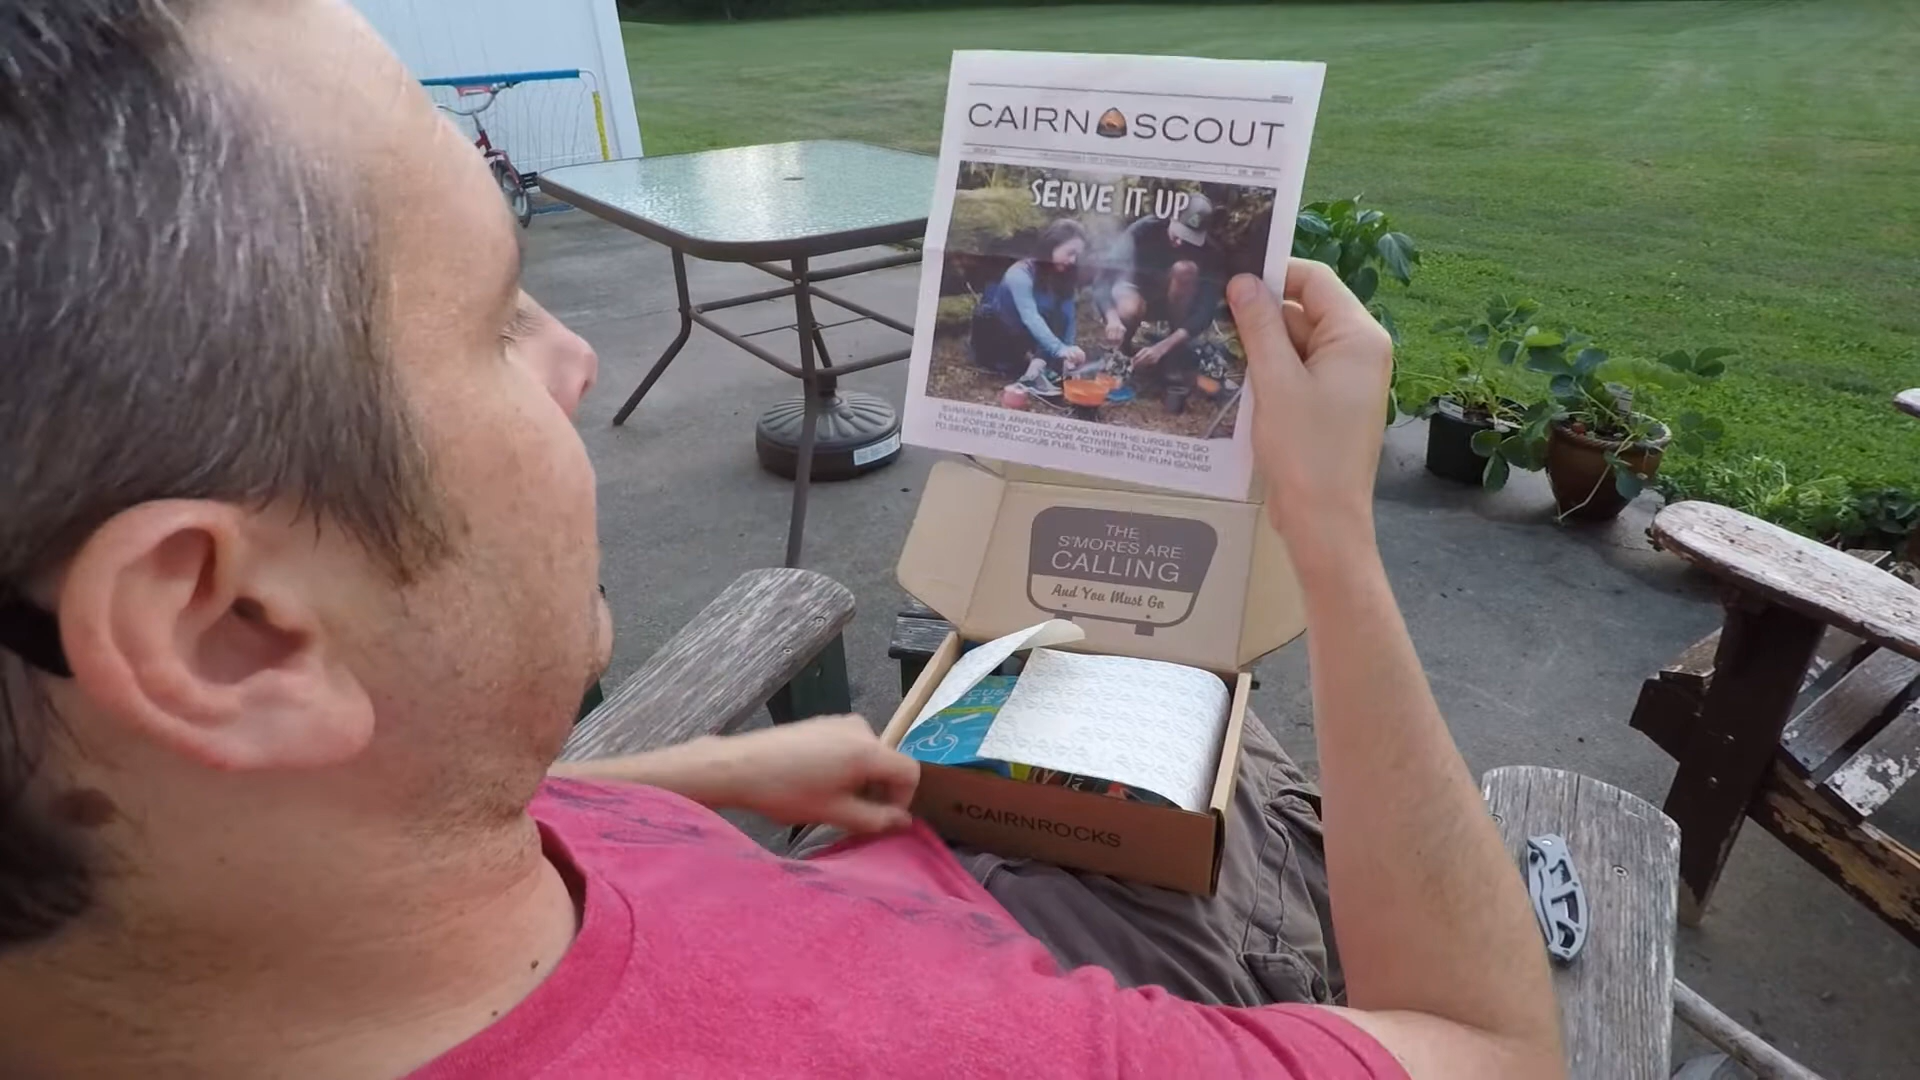 CAIRN SCOUT
SERVE IT UP
SUMMER HAS ARRIVED, ALONG WITH THE URGE TO GO
FULL-FORCE INTO OUTDOOR ACTIVITIES. DON'T FORGET
TO SERVE UP DELICIOUS FUEL TO KEEP THE FUN GOING!
THE
S'MORES ARE
CALLING
And You Must Go
#CAIRNROCKS